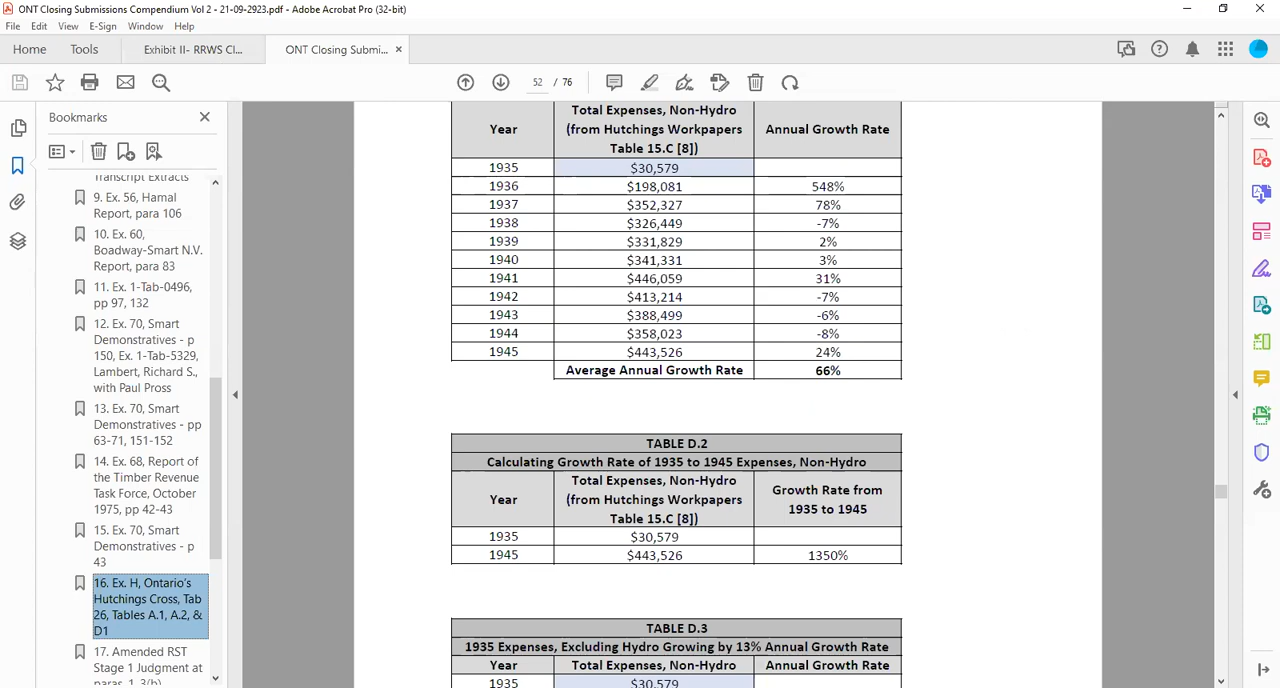 ONT Closing Submissions Compendium Vol 2 - 21-09-2923.pdf - Adobe Acrobat Pro (32-bit)
File Edit View E-Sign Window Help
Home Tools Exhibit II- RRWS Cl... ONT Closing Submi... ×
52 / 76
Bookmarks
Transcript Extracts
9. Ex. 56, Hamal
Report, para 106
10. Ex. 60,
Boadway-Smart N.V.
Report, para 83
11. Ex. 1-Tab-0496,
pp 97, 132
12. Ex. 70, Smart
Demonstratives - p
150, Ex. 1-Tab-5329,
Lambert, Richard S.,
with Paul Pross
13. Ex. 70, Smart
Demonstratives - pp
63-71, 151-152
14. Ex. 68, Report of
the Timber Revenue
Task Force, October
1975, pp 42-43
15. Ex. 70, Smart
Demonstratives - p
43
16. Ex. H, Ontario's
Hutchings Cross, Tab
26, Tables A.1, A.2, &
D1
17. Amended RST
Stage 1 Judgment at
paras. 1, 3(b)
Total Expenses, Non-Hydro
Year (from Hutchings Workpapers Annual Growth Rate
Table 15.C [8])
1935 $30,579
1936 $198,081 548%
1937 $352,327 78%
1938 $326,449 -7%
1939 $331,829 2%
1940 $341,331 3%
1941 $446,059 31%
1942 $413,214 -7%
1943 $388,499 -6%
1944 $358,023 -8%
1945 $443,526 24%
Average Annual Growth Rate 66%
TABLE D.2
Calculating Growth Rate of 1935 to 1945 Expenses, Non-Hydro
Total Expenses, Non-Hydro
Year (from Hutchings Workpapers Growth Rate from
Table 15.C [8]) 1935 to 1945
1935 $30,579
1945 $443,526 1350%
TABLE D.3
1935 Expenses, Excluding Hydro Growing by 13% Annual Growth Rate
Year Total Expenses, Non-Hydro Annual Growth Rate
1935 $30,579